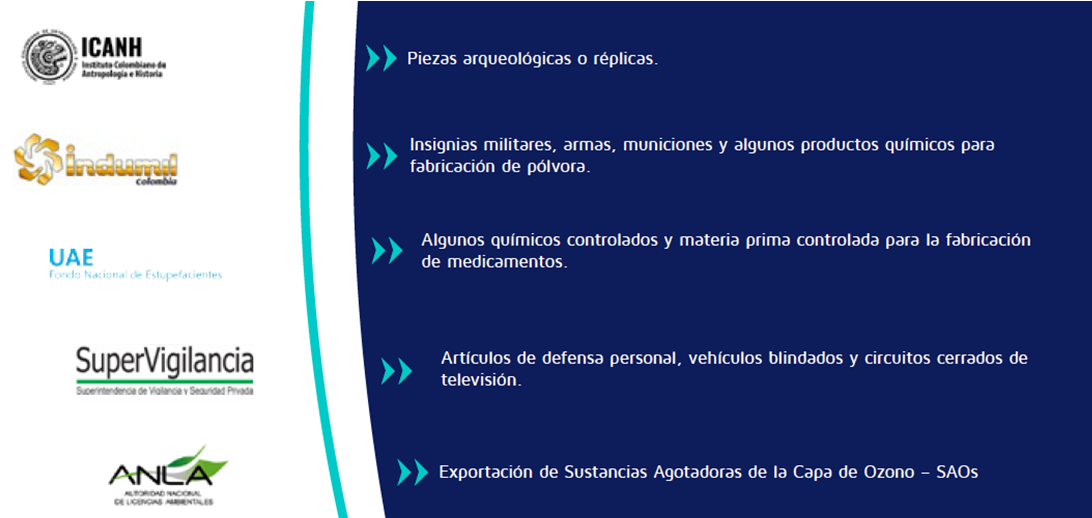 ICANH
Instituto Colombiano de
Antropología e Historia
Piezas arqueológicas o réplicas.
indumil
colombia
Insignias militares, armas, municiones y algunos productos químicos para
fabricación de pólvora.
UAE
Fondo Nacional de Estupefacientes
Algunos químicos controlados y materia prima controlada para la fabricación
de medicamentos.
SuperVigilancia
Superintendencia de Vigilancia y Seguridad Privada
Artículos de defensa personal, vehículos blindados y circuitos cerrados de
televisión.
ANLA
AUTORIDAD NACIONAL
DE LICENCIAS AMBIENTALES
Exportación de Sustancias Agotadoras de la Capa de Ozono – SAOs